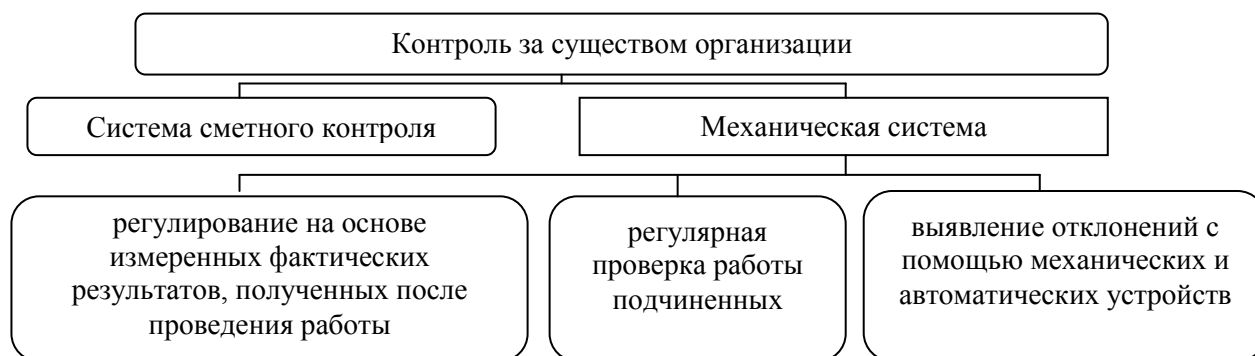 Контроль за существом организации
Система сметного контроля
Механическая система
регулирование на основе
измеренных фактических
результатов, полученных после
проведения работы
регулярная
проверка работы
подчиненных
выявление отклонений с
помощью механических и
автоматических устройств